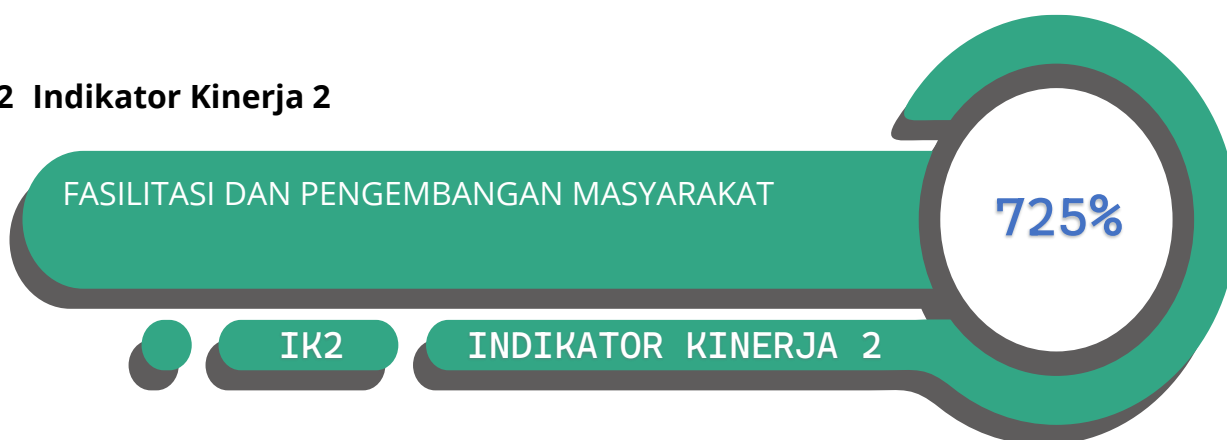 2 Indikator Kinerja 2
FASILITASI DAN PENGEMBANGAN MASYARAKAT
725%
IK2
INDIKATOR KINERJA 2